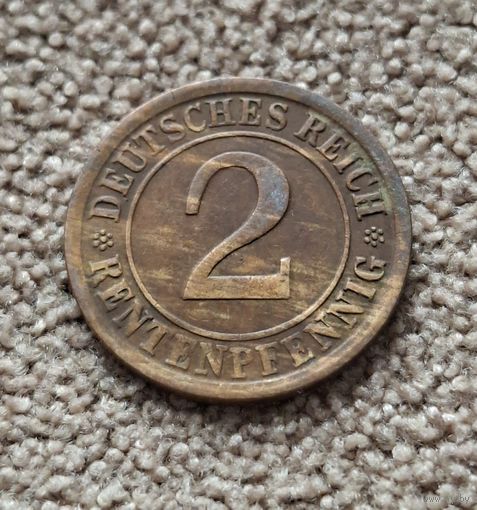 DEUTSCHES REICH
2
RENTENPFENNIG